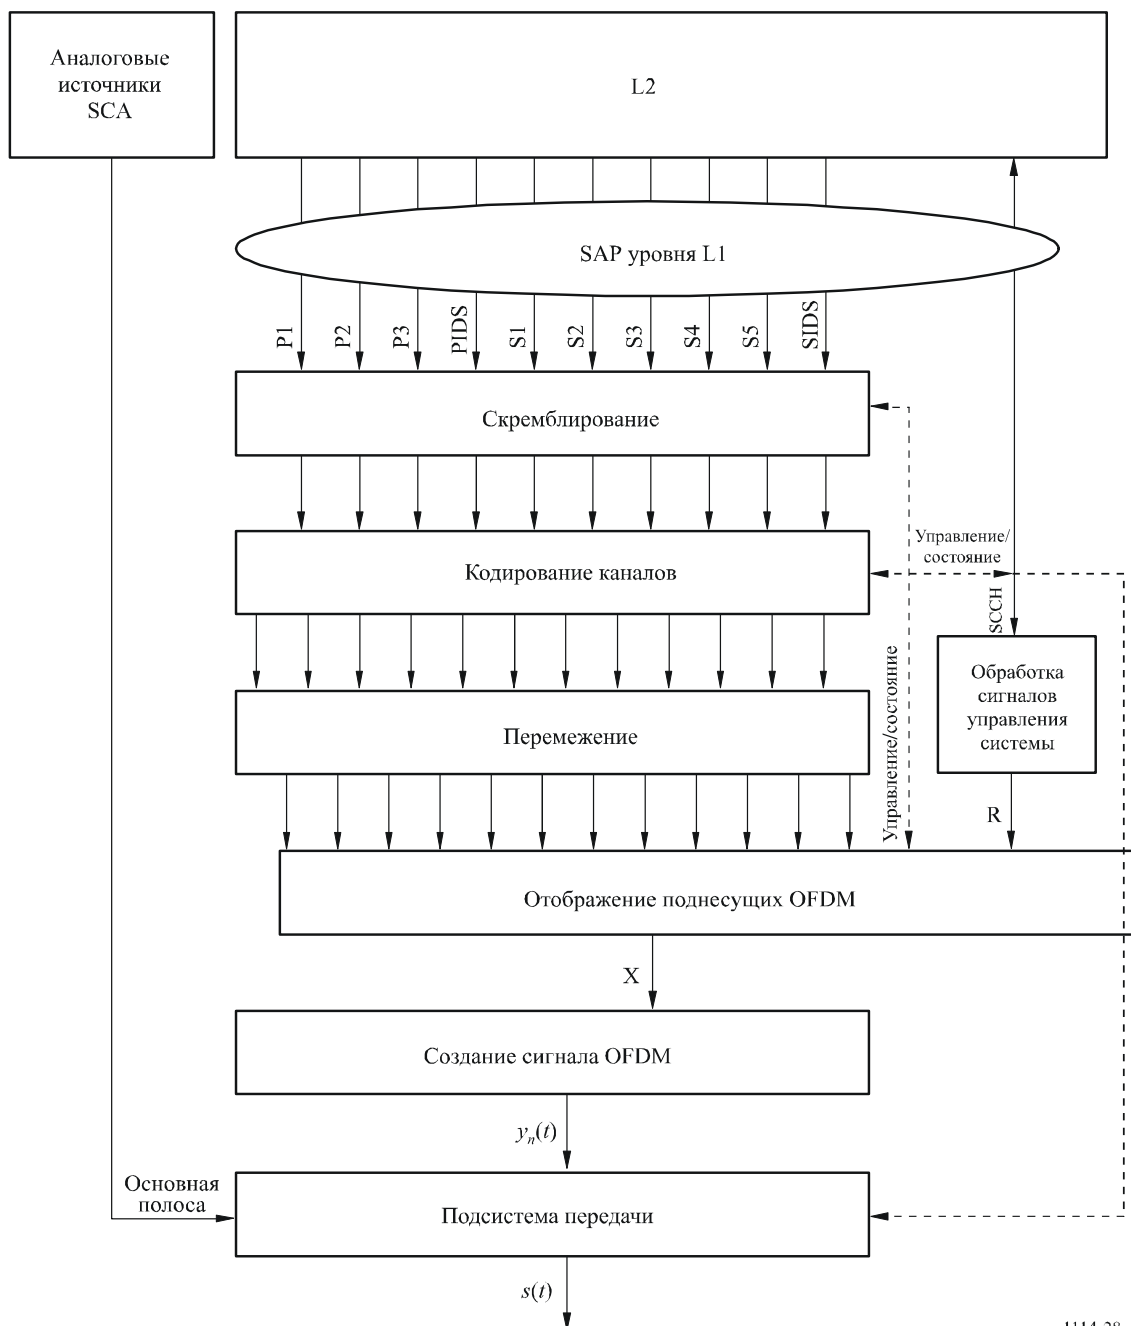 Аналоговые
источники
SCA
L2
SAP уровня L1
P1
P2
P3
PIDS
S1
S2
S3
S4
S5
SIDS
Скремблирование
Управление/
состояние
Кодирование каналов
SCCH
Управление/состояние
Обработка
сигналов
управления
системы
Перемежение
R
Отображение поднесущих OFDM
X
Создание сигнала OFDM
yn(t)
Основная
полоса
Подсистема передачи
s(t)